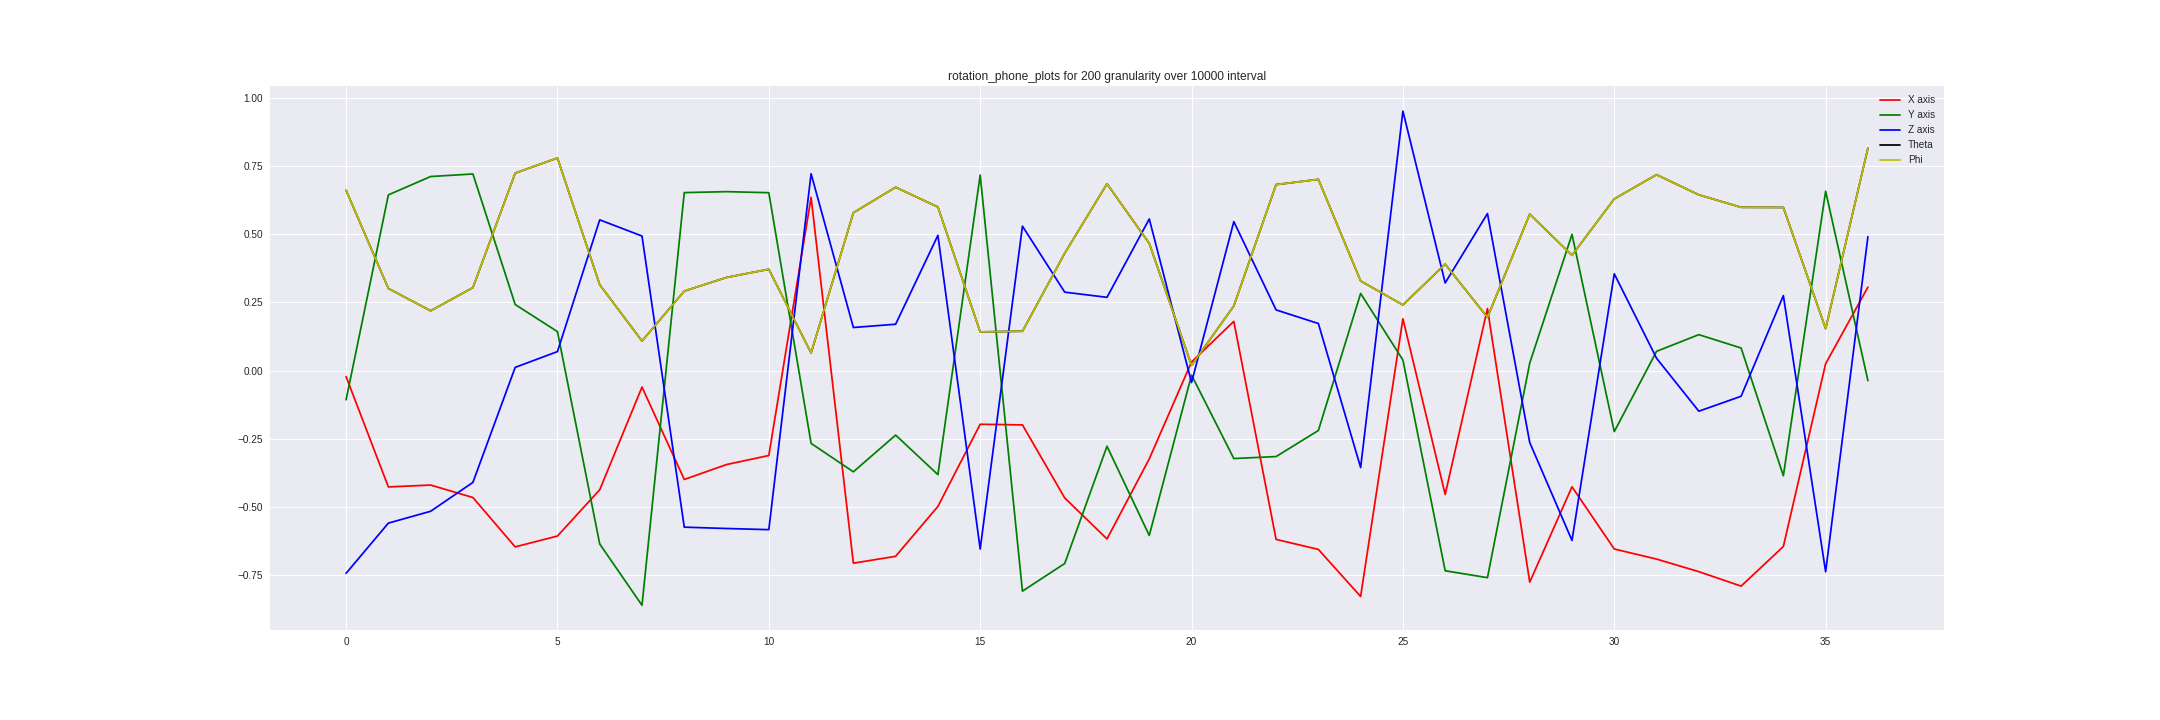 rotation_phone_plots for 200 granularity over 10000 interval
X axis
Y axis
Z axis
Theta
Phi
1.00
0.75
0.50
0.25
0.00
−0.25
−0.50
−0.75
0 5 10 15 20 25 30 35